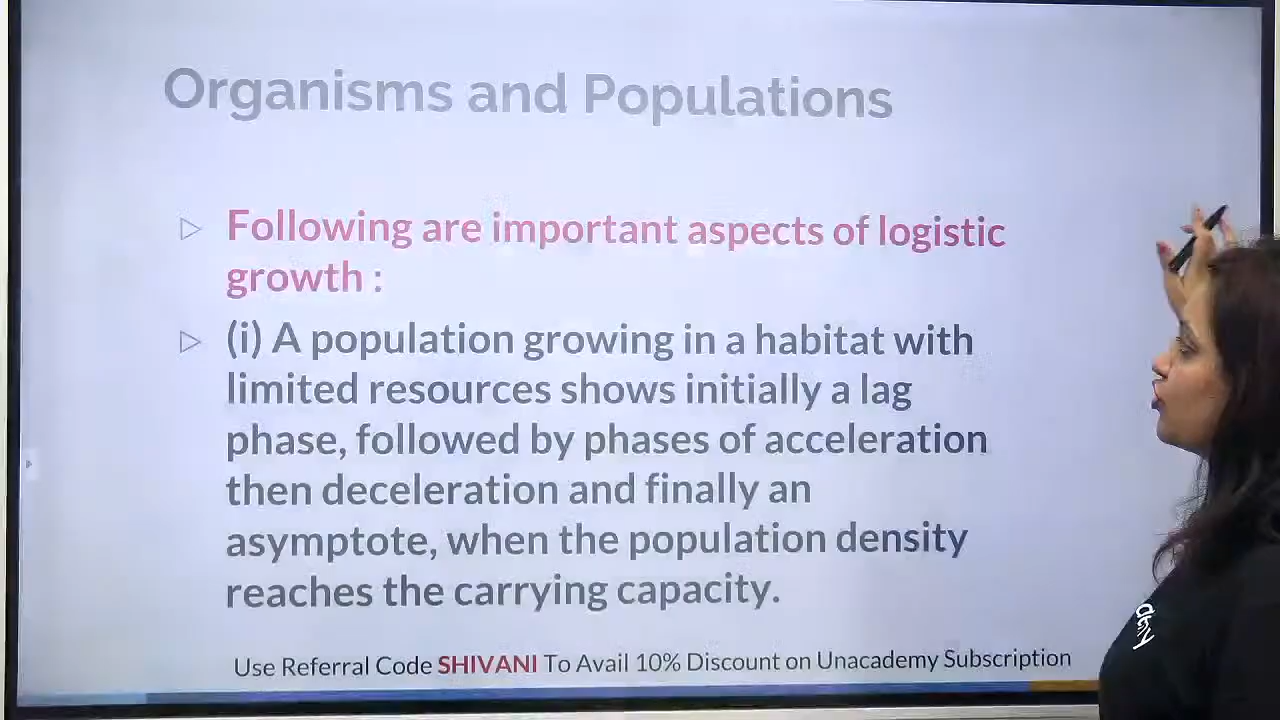 Organisms and Populations
Following are important aspects of logistic
growth :
(i) A population growing in a habitat with
limited resources shows initially a lag
phase, followed by phases of acceleration
then deceleration and finally an
asymptote, when the population density
reaches the carrying capacity.
Use Referral Code SHIVANI To Avail 10% Discount on Unacademy Subscription